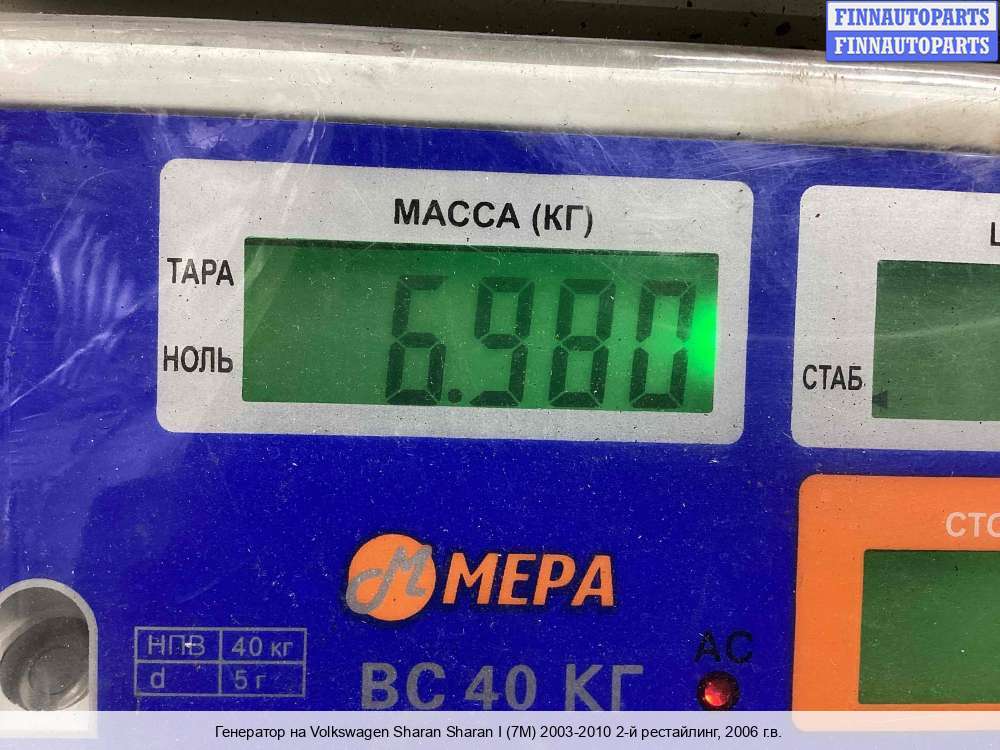 FINNAUTOPARTS
FINNAUTOPARTS
МАССА (КГ)
ТАРА
6.980
НОЛЬ
СТАБ
СТО
М МЕРА
АС
НПВ 40 кг
d 5 г
ВС 40 КГ
Генератор на Volkswagen Sharan Sharan I (7M) 2003-2010 2-й рестайлинг, 2006 г.в.